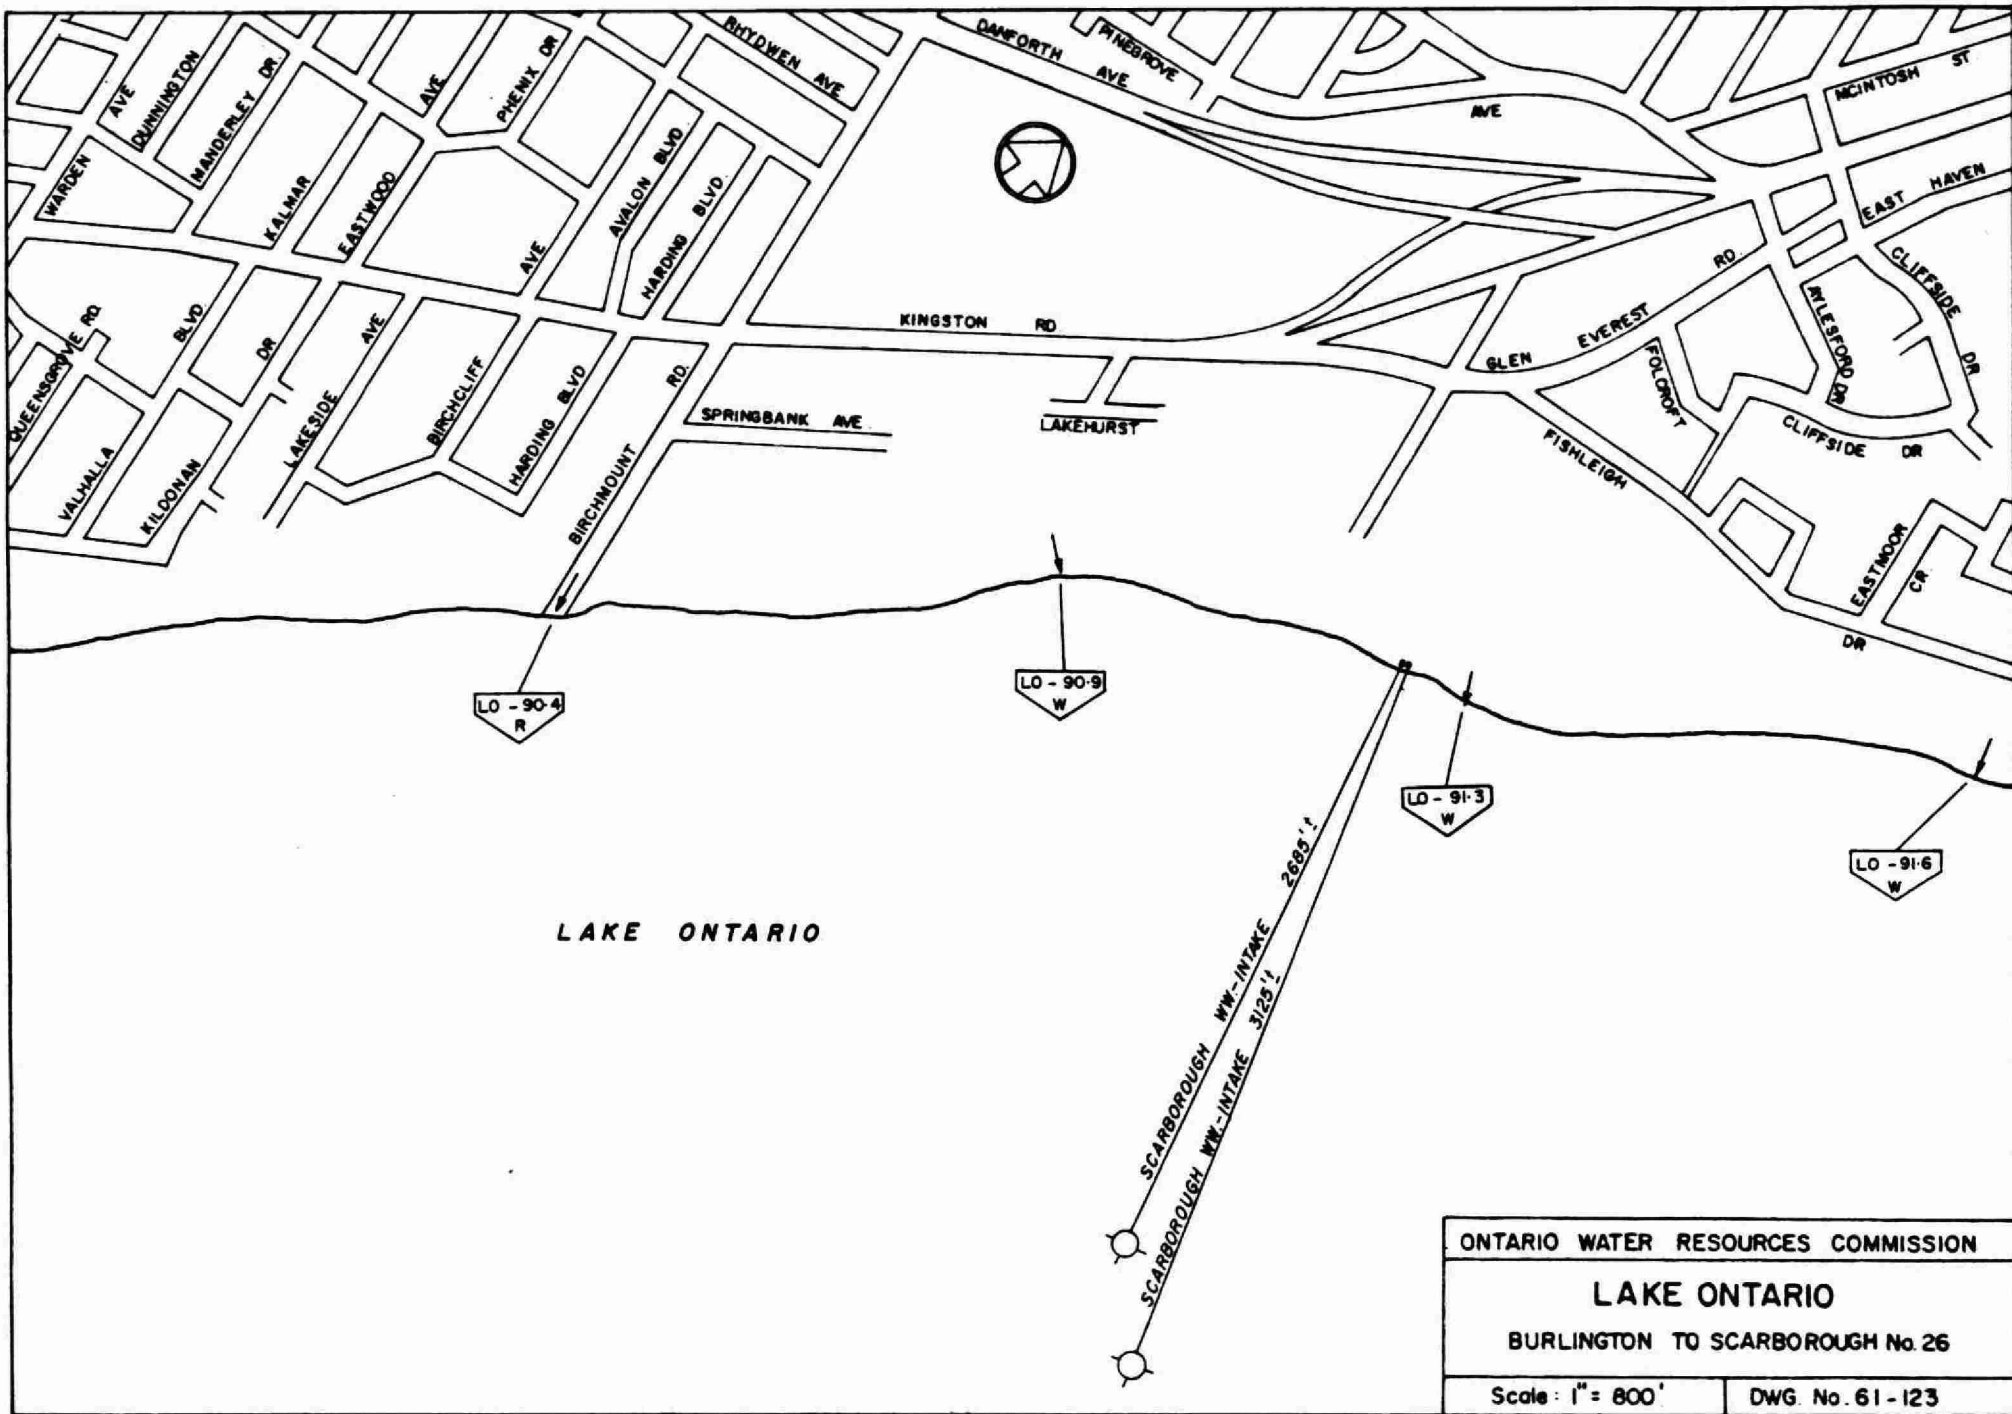 RHYDWEN AVE
DANFORTH AVE
PINEGROVE
AVE
MCINTOSH ST
AVE
DUNNINGTON
MANDERLEY DR.
AVE
PHENIX DR
WARDEN
KALMAR
EASTWOOD
AVE
AVALON BLVD.
HARDING BLVD.
EAST HAVEN
CLIFFSIDE
DR
AYLESFORD DR
QUEENSGROVE RD.
BLVD.
DR
AVE
KINGSTON RD
GLEN EVEREST RD.
FOLCROFT
CLIFFSIDE DR
VALHALLA
KILDONAN
LAKESIDE
BIRCHCLIFF
HARDING BLVD
BIRCHMOUNT RD.
SPRINGBANK AVE
LAKEHURST
FISHLEIGH
DR
EASTMOOR
CR
LO - 90·4
R
LO - 90·9
W
LO - 91·3
W
LO - 91·6
W
LAKE ONTARIO
SCARBOROUGH WW.-INTAKE 2685'±
SCARBOROUGH WW.-INTAKE 3125'±
ONTARIO WATER RESOURCES COMMISSION
LAKE ONTARIO
BURLINGTON TO SCARBOROUGH No. 26
Scale : 1" = 800'
DWG. No. 61-123